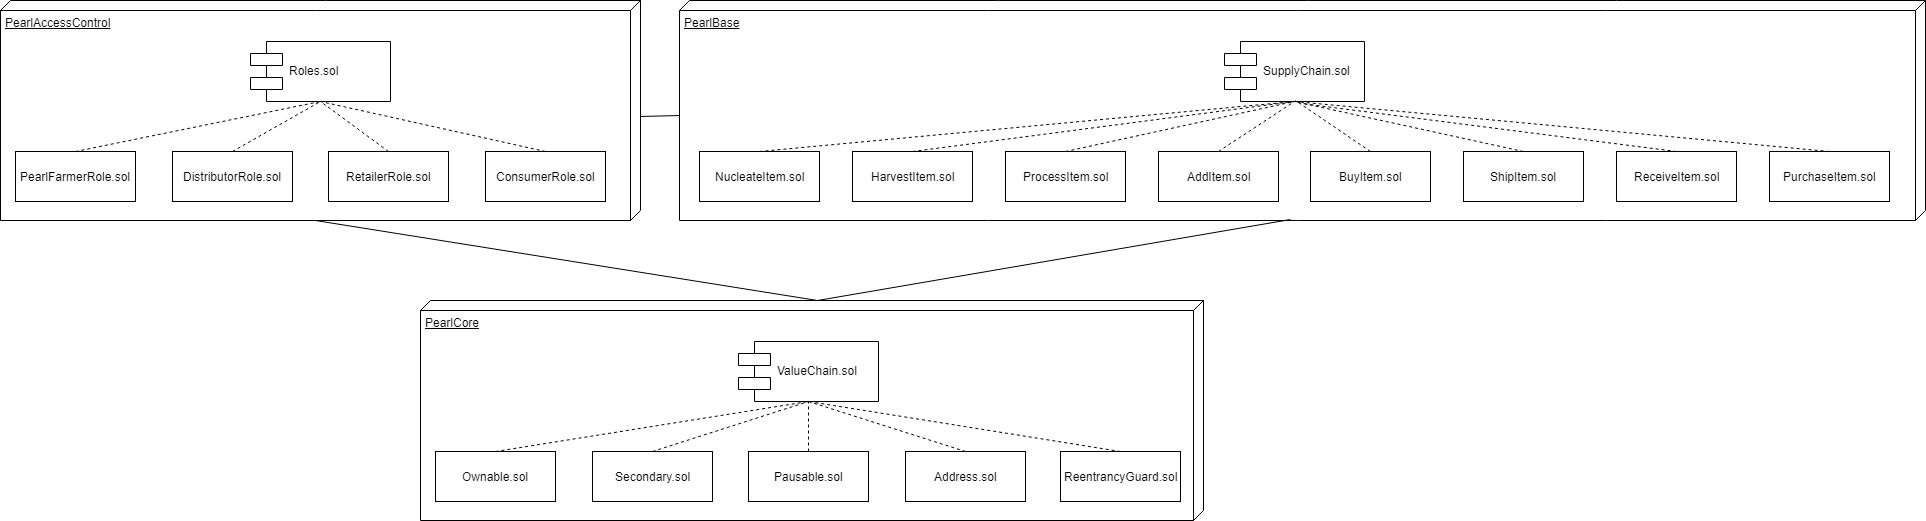 PearlAccessControl
Roles.sol
PearlFarmerRole.sol
DistributorRole.sol
RetailerRole.sol
ConsumerRole.sol
PearlBase
SupplyChain.sol
NucleateItem.sol
HarvestItem.sol
ProcessItem.sol
AddItem.sol
BuyItem.sol
ShipItem.sol
ReceiveItem.sol
PurchaseItem.sol
PearlCore
ValueChain.sol
Ownable.sol
Secondary.sol
Pausable.sol
Address.sol
ReentrancyGuard.sol